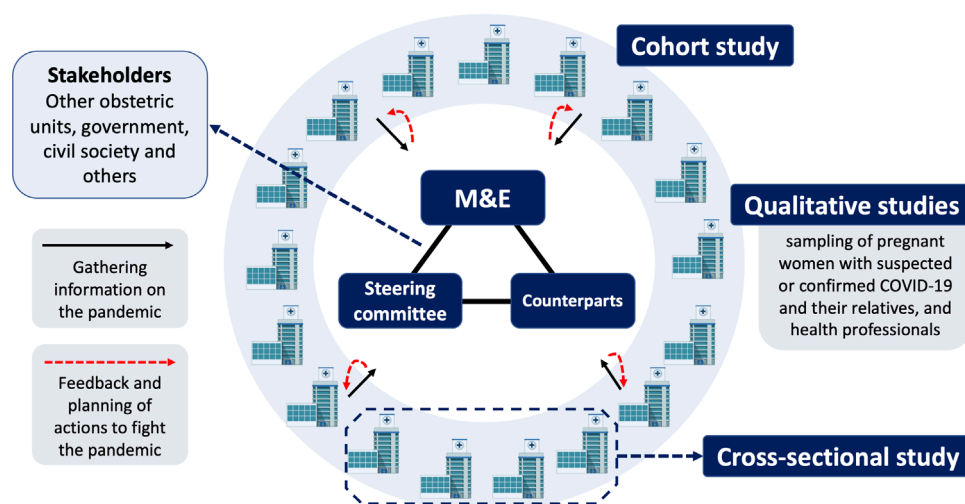 Cohort study
Stakeholders
Other obstetric
units, government,
civil society and
others
M&E
Qualitative studies
sampling of pregnant
women with suspected
or confirmed COVID-19
and their relatives, and
health professionals
Gathering
information on
the pandemic
Steering
committee
Counterparts
Feedback and
planning of
actions to fight
the pandemic
Cross-sectional study